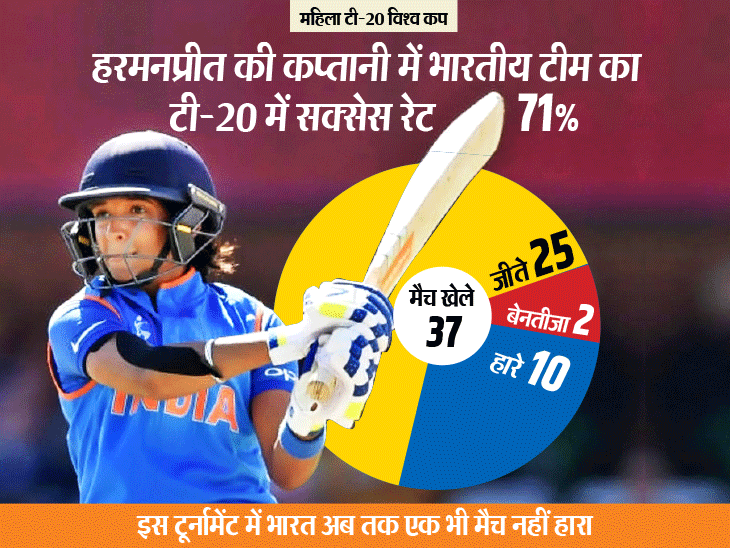 महिला टी-20 विश्व कप
हरमनप्रीत की कप्तानी में भारतीय टीम का
टी-20 में सक्सेस रेट 71%
जीते 25
मैच खेले
37
बेनतीजा 2
हारे 10
INDIA
इस टूर्नामेंट में भारत अब तक एक भी मैच नहीं हारा